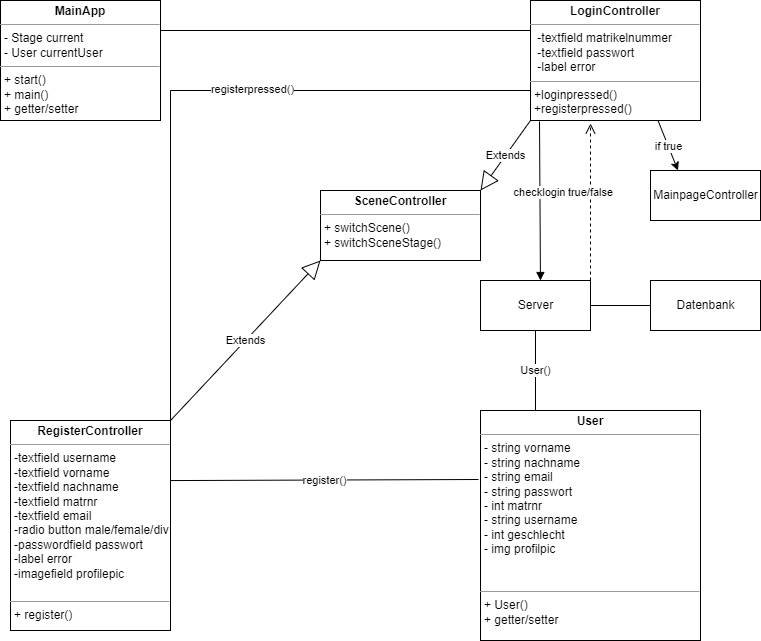 MainApp
- Stage current
- User currentUser
+ start()
+ main()
+ getter/setter
LoginController
-textfield matrikelnummer
-textfield passwort
-label error
+loginpressed()
+registerpressed()
registerpressed()
Extends
if true
MainpageController
SceneController
+ switchScene()
+ switchSceneStage()
checklogin true/false
Server
Datenbank
Extends
User()
RegisterController
-textfield username
-textfield vorname
-textfield nachname
-textfield matrnr
-textfield email
-radio button male/female/div
-passwordfield passwort
-label error
-imagefield profilepic
+ register()
register()
User
- string vorname
- string nachname
- string email
- string passwort
- int matrnr
- string username
- int geschlecht
- img profilpic
+ User()
+ getter/setter